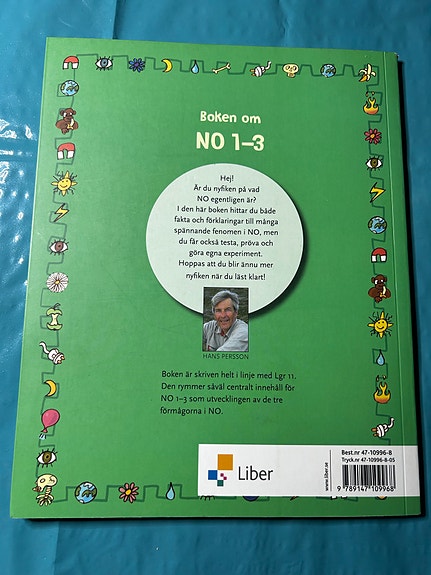 Boken om
NO 1–3
Hej!
Är du nyfiken på vad
NO egentligen är?
I den här boken hittar du både
fakta och förklaringar till många
spännande fenomen i NO, men
du får också testa, pröva och
göra egna experiment.
Hoppas att du blir ännu mer
nyfiken när du läst klart!
HANS PERSSON
Boken är skriven helt i linje med Lgr 11.
Den rymmer såväl centralt innehåll för
NO 1–3 som utvecklingen av de tre
förmågorna i NO.
Best.nr 47-10996-8
Tryck.nr 47-10996-8-05
Liber
www.liber.se
9 789147 109968